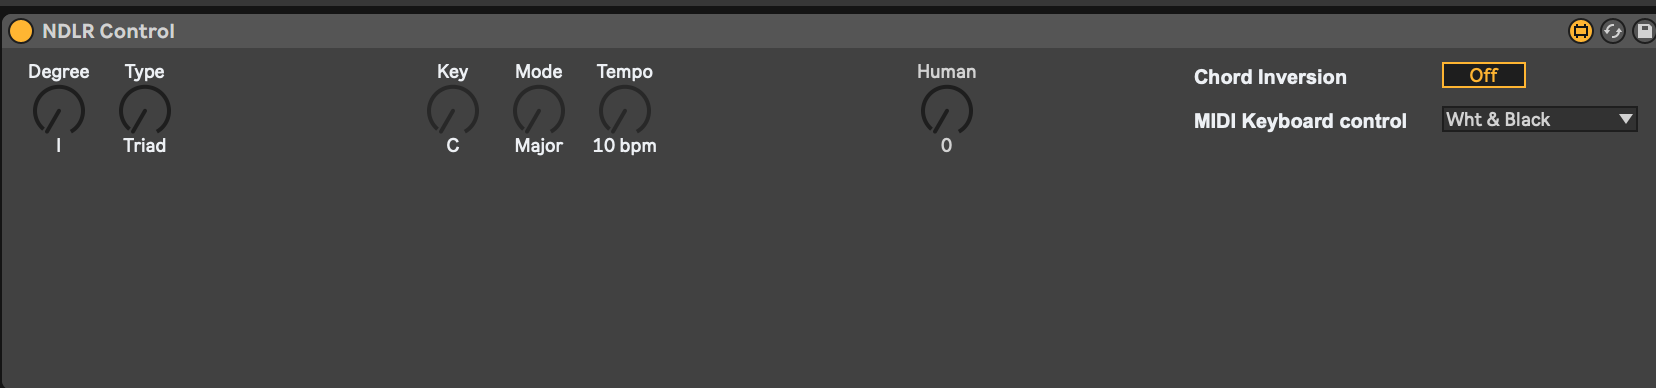 NDLR Control
Degree Type Key Mode Tempo Human
I Triad C Major 10 bpm 0
Chord Inversion Off
MIDI Keyboard control Wht & Black